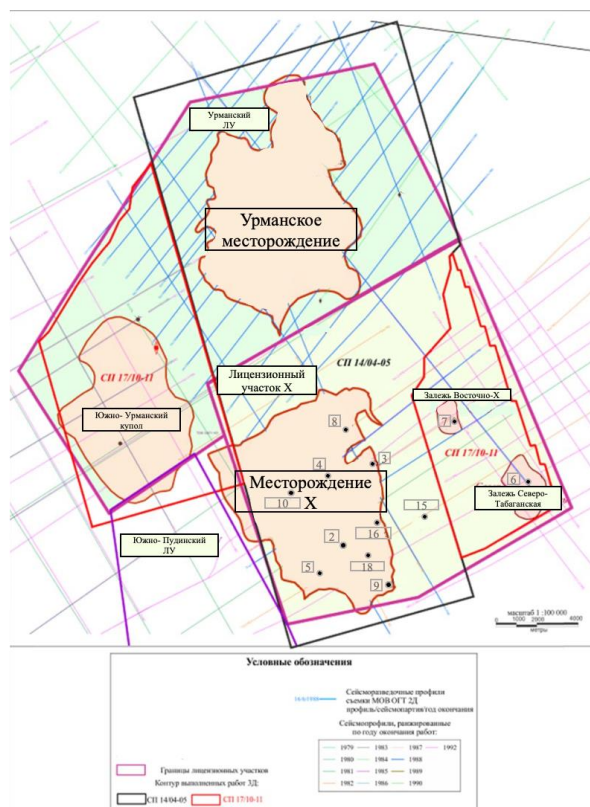 Урманский
ЛУ
Урманское
месторождение
СП 14/04-05
СП 17/10-11
Лицензионный
участок X
Южно- Урманский
купол
Залежь Восточно-X
7
8
СП 17/10-11
4
3
6
Месторождение
X
Залежь Северо-
Табаганская
10
15
16
Южно- Пудинский
ЛУ
2
18
5
9
масштаб 1 :100 000
0 1000 2000 4000
метры
Условные обозначения
Сейсморазведочные профили
съемки МОВ ОГТ 2Д
профиль/сейсмопартия/год окончания
Сейсмопрофили, ранжированные
по году окончания работ:
1979 1983 1987 1992
1980 1984 1988
1981 1985 1989
1982 1986 1990
Границы лицензионных участков
Контур выполненных работ 3Д:
СП 14/04-05 СП 17/10-11